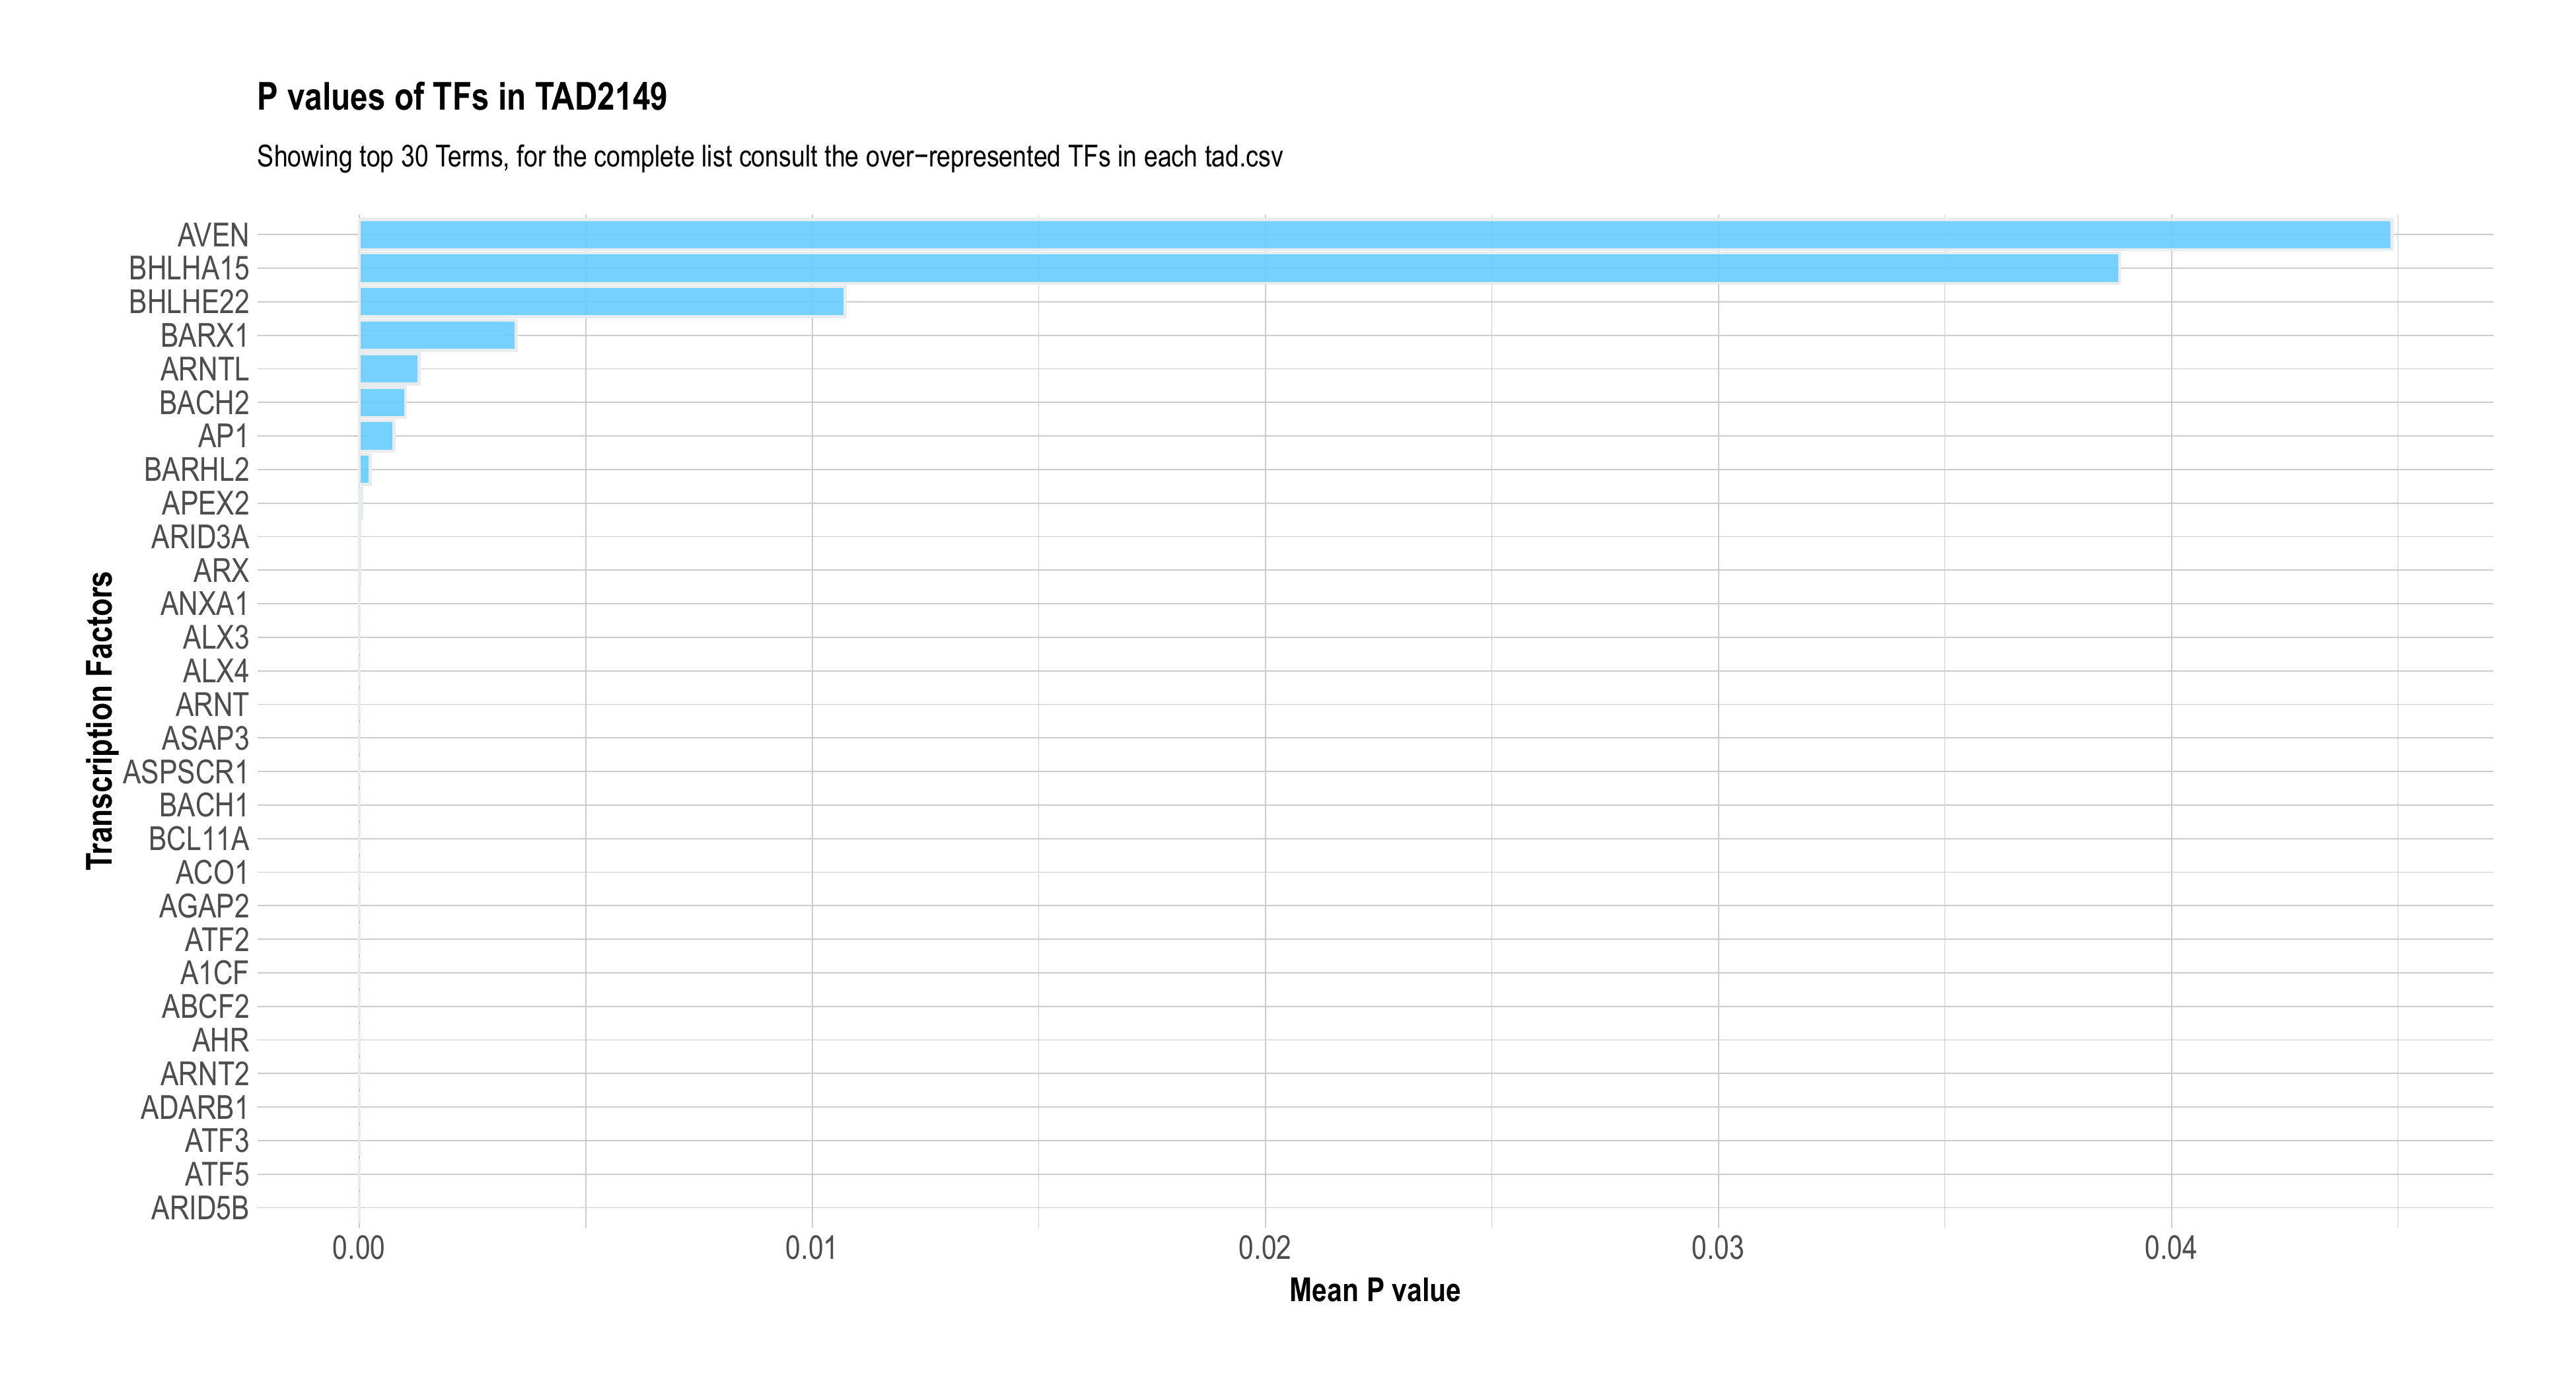 P values of TFs in TAD2149
Showing top 30 Terms, for the complete list consult the over−represented TFs in each tad.csv
Transcription Factors
AVEN
BHLHA15
BHLHE22
BARX1
ARNTL
BACH2
AP1
BARHL2
APEX2
ARID3A
ARX
ANXA1
ALX3
ALX4
ARNT
ASAP3
ASPSCR1
BACH1
BCL11A
ACO1
AGAP2
ATF2
A1CF
ABCF2
AHR
ARNT2
ADARB1
ATF3
ATF5
ARID5B
0.00 0.01 0.02 0.03 0.04
Mean P value